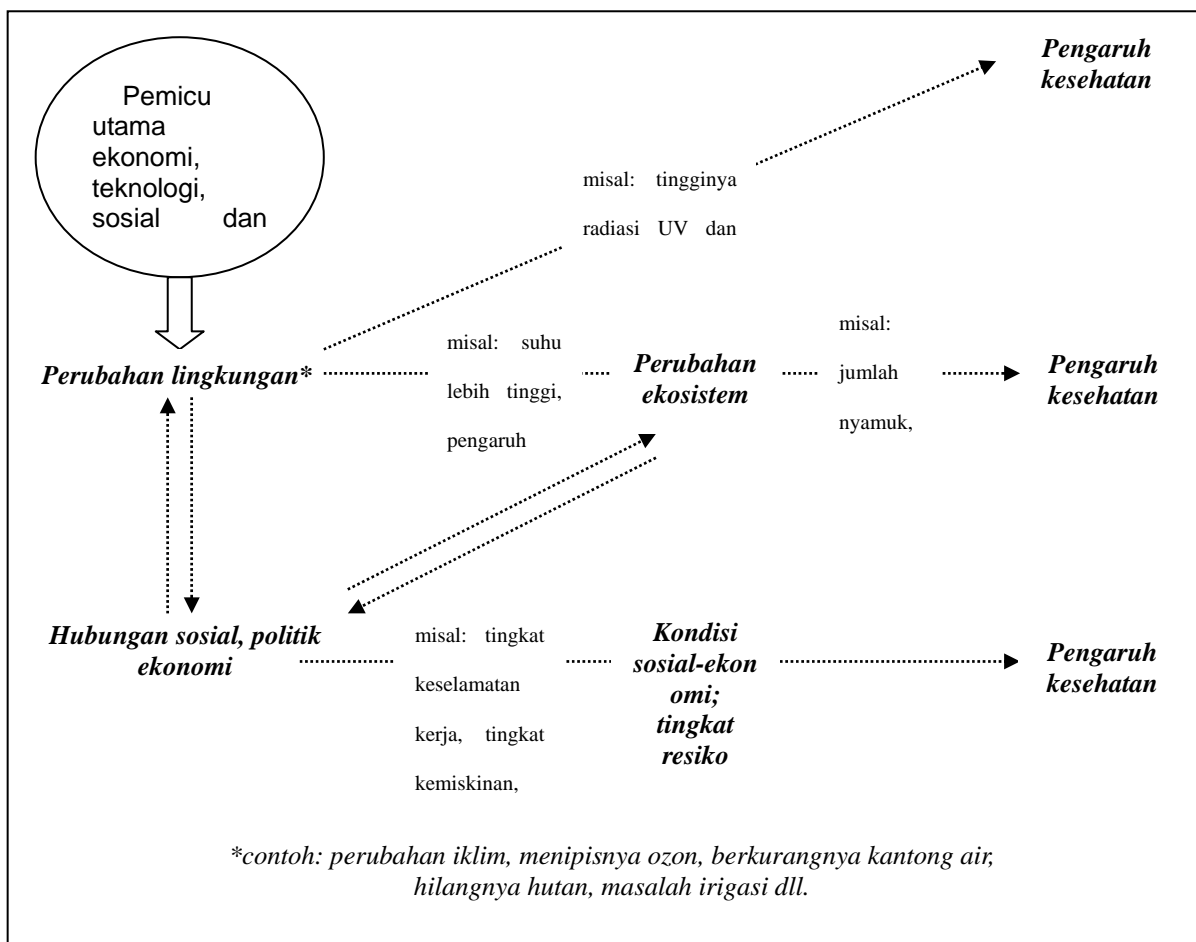 Pemicu
utama
ekonomi,
teknologi,
sosial dan
Pengaruh
kesehatan
misal: tingginya
radiasi UV dan
Perubahan lingkungan*
misal: suhu
lebih tinggi,
pengaruh
Perubahan
ekosistem
misal:
jumlah
nyamuk,
Pengaruh
kesehatan
Hubungan sosial, politik
ekonomi
misal: tingkat
keselamatan
kerja, tingkat
kemiskinan,
Kondisi
sosial-ekon
omi;
tingkat
resiko
Pengaruh
kesehatan
*contoh: perubahan iklim, menipisnya ozon, berkurangnya kantong air,
hilangnya hutan, masalah irigasi dll.